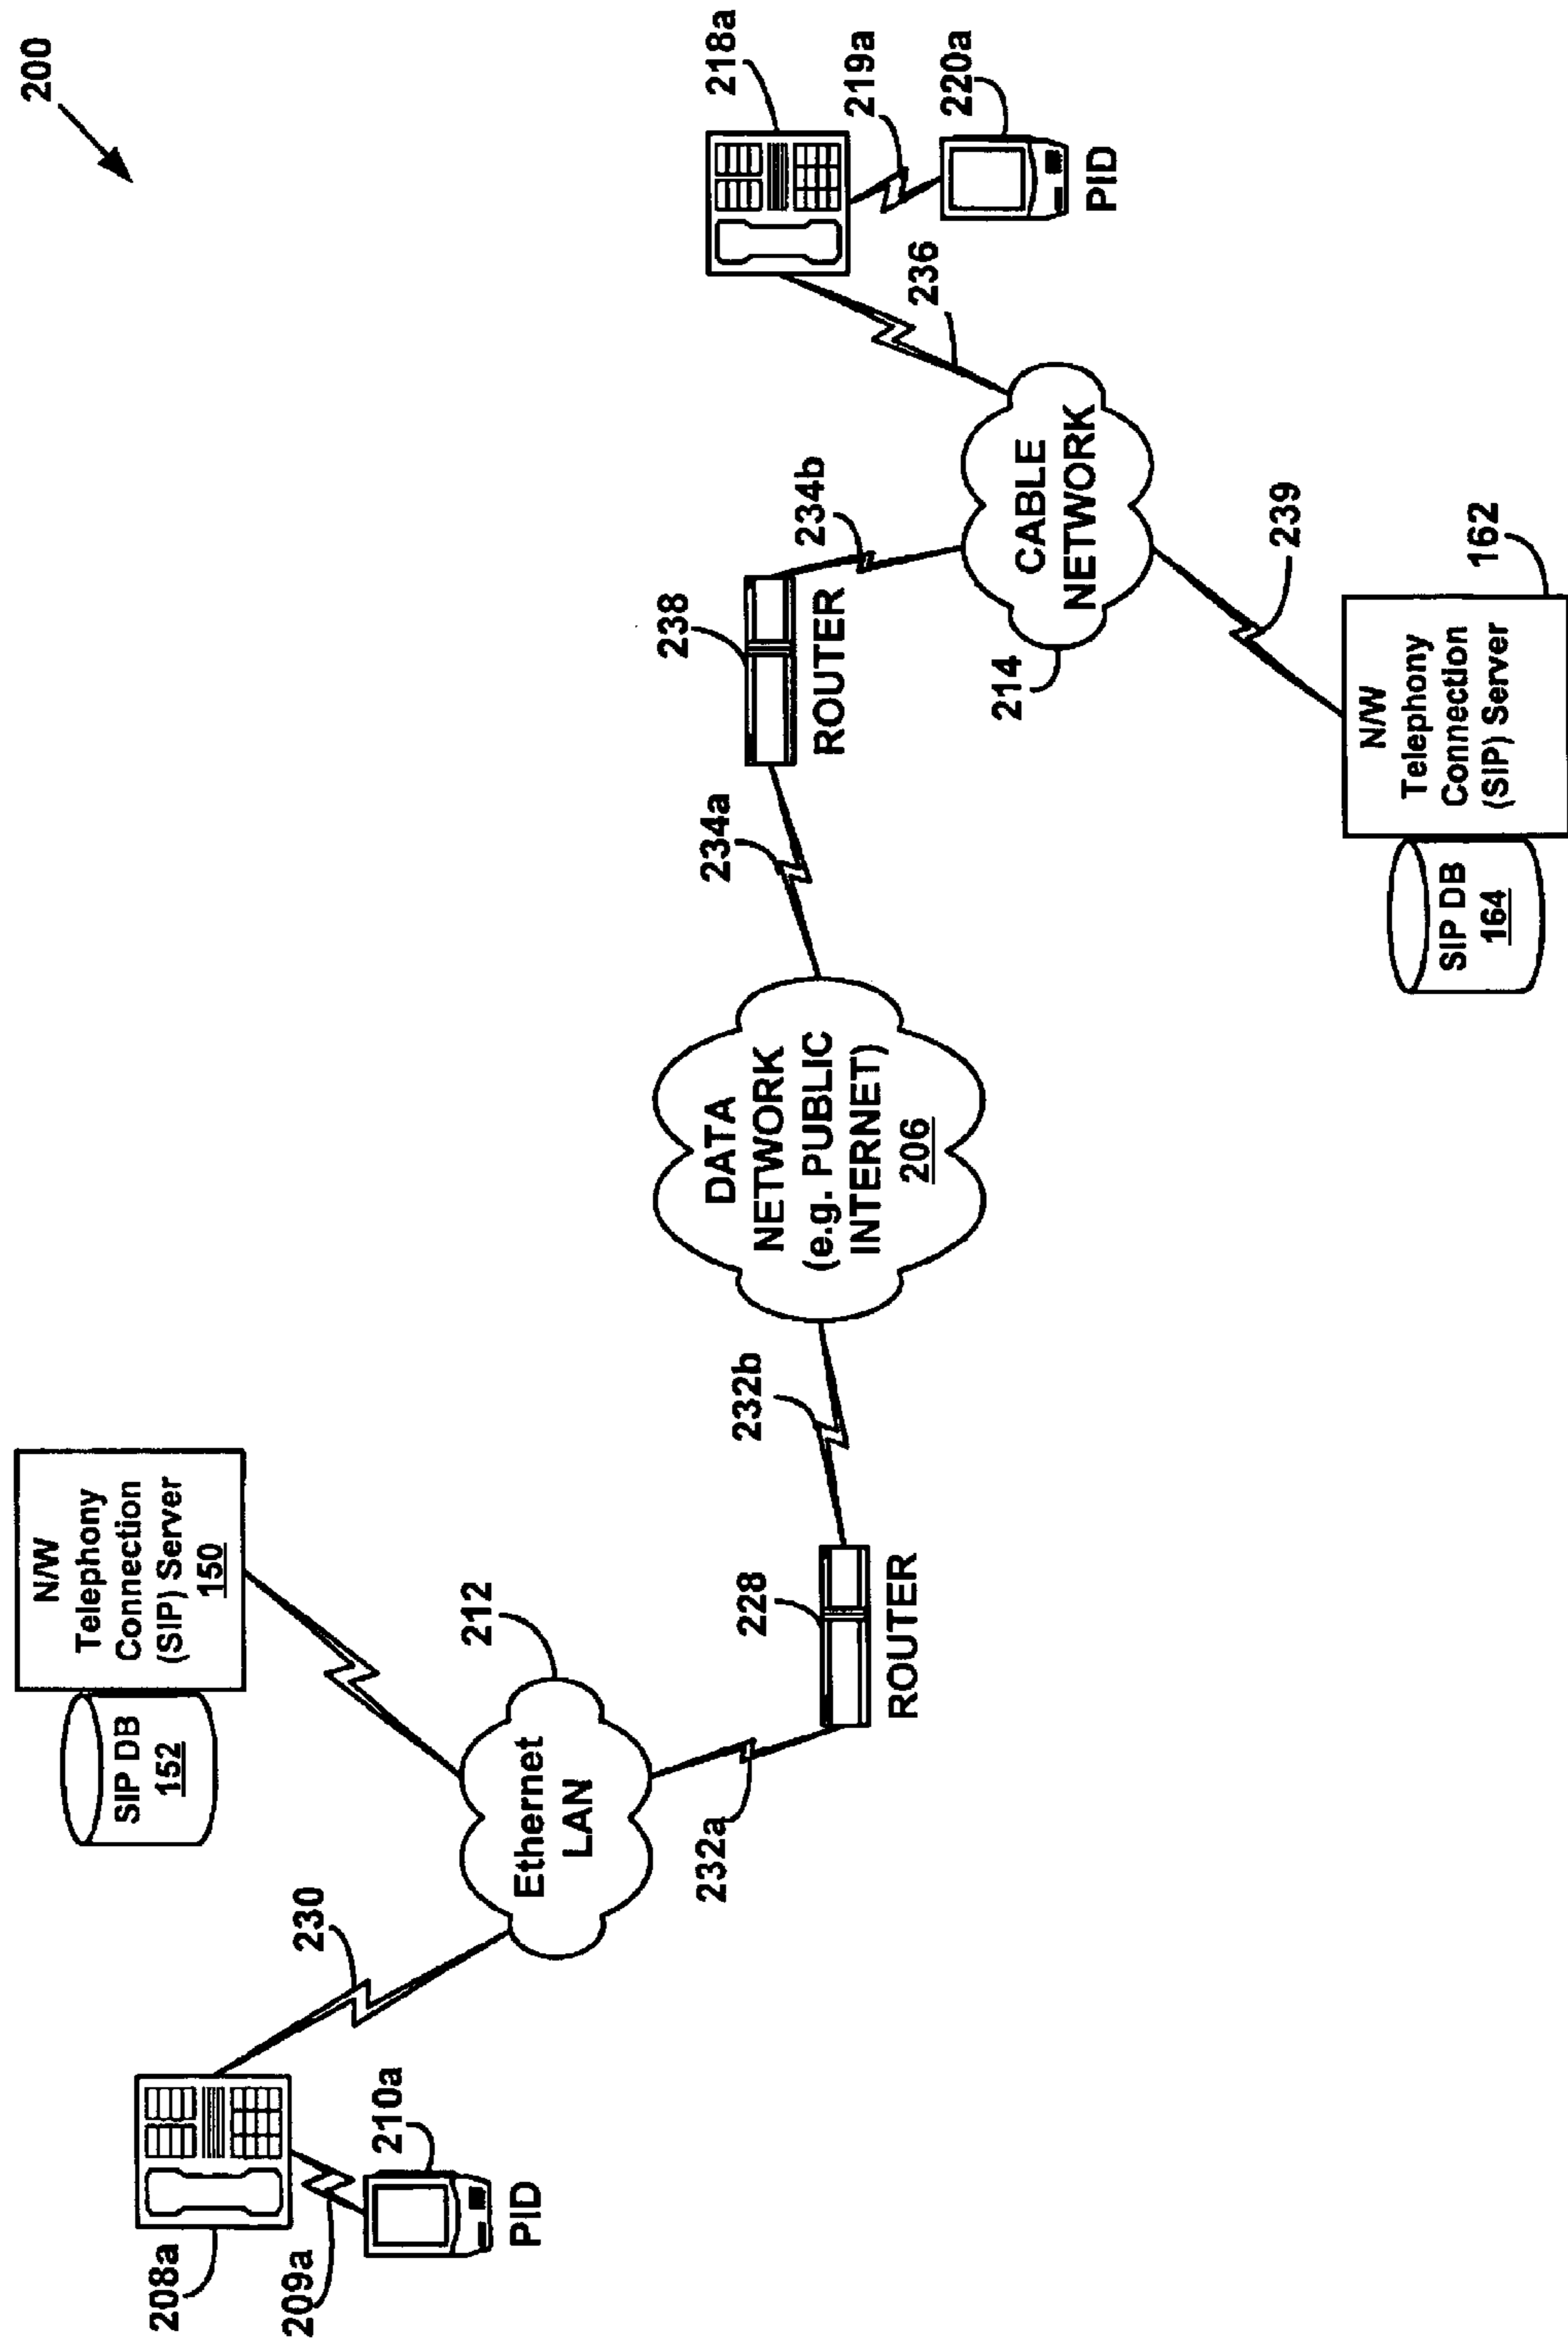 200
N/W
Telephony
Connection
(SIP) Server
150
SIP DB
152
208a
209a
210a
PID
230
Ethernet
LAN
212
232a
228
ROUTER
232b
DATA
NETWORK
(e.g. PUBLIC
INTERNET)
206
234a
238
ROUTER
234b
CABLE
NETWORK
214
236
218a
219a
220a
PID
239
N/W
Telephony
Connection
(SIP) Server
162
SIP DB
164